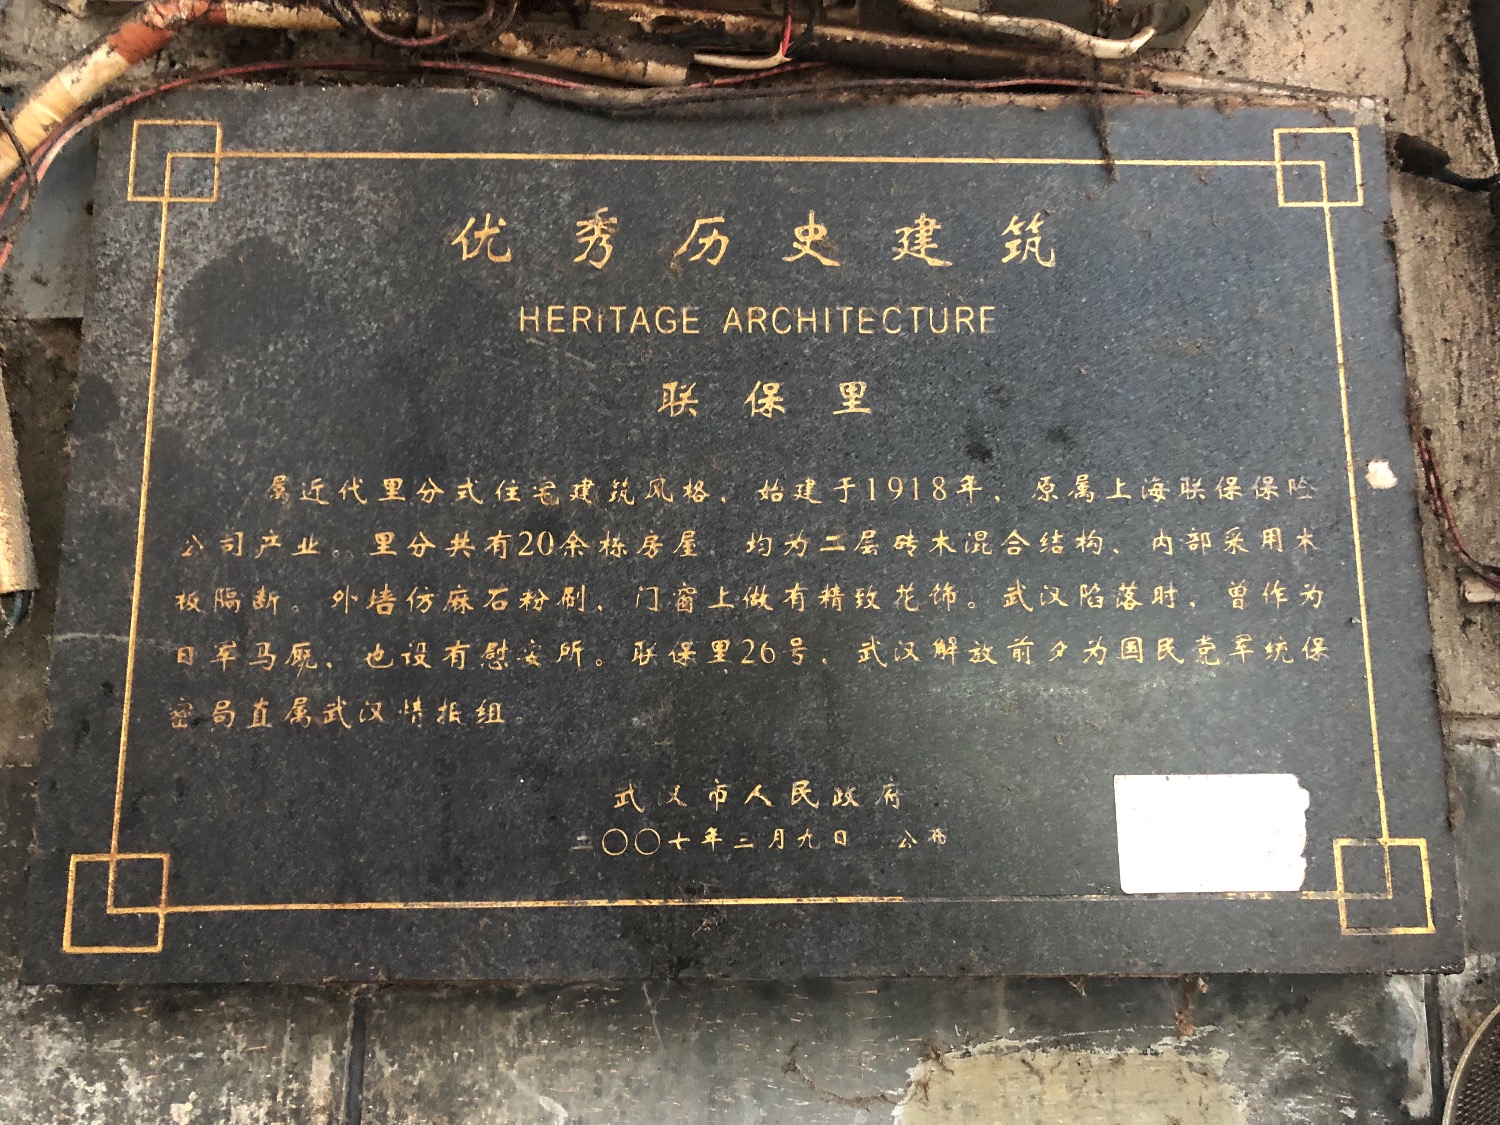 优秀历史建筑
HERITAGE ARCHITECTURE
联保里
属近代里分式住宅建筑风格，始建于1918年，原属上海联保保险
公司产业。里分共有20余栋房屋，均为二层砖木混合结构，内部采用木
板隔断。外墙仿麻石粉刷，门窗上做有精致花饰。武汉陷落时，曾作为
日军马厩，也设有慰安所。联保里26号，武汉解放前夕为国民党军统保
密局直属武汉情报组。
武汉市人民政府
二〇〇七年二月九日 公布